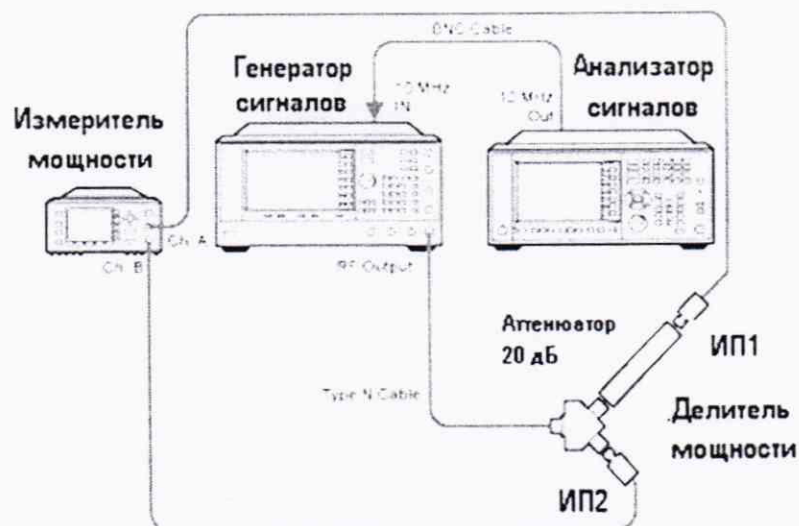 BNC Cable
Генератор
сигналов
10 MHz
IN
Анализатор
сигналов
10 MHz
Out
Измеритель
мощности
Ch. A
Ch. B
RF Output
Аттенюатор
20 дБ
ИП1
Type N Cable
Делитель
мощности
ИП2